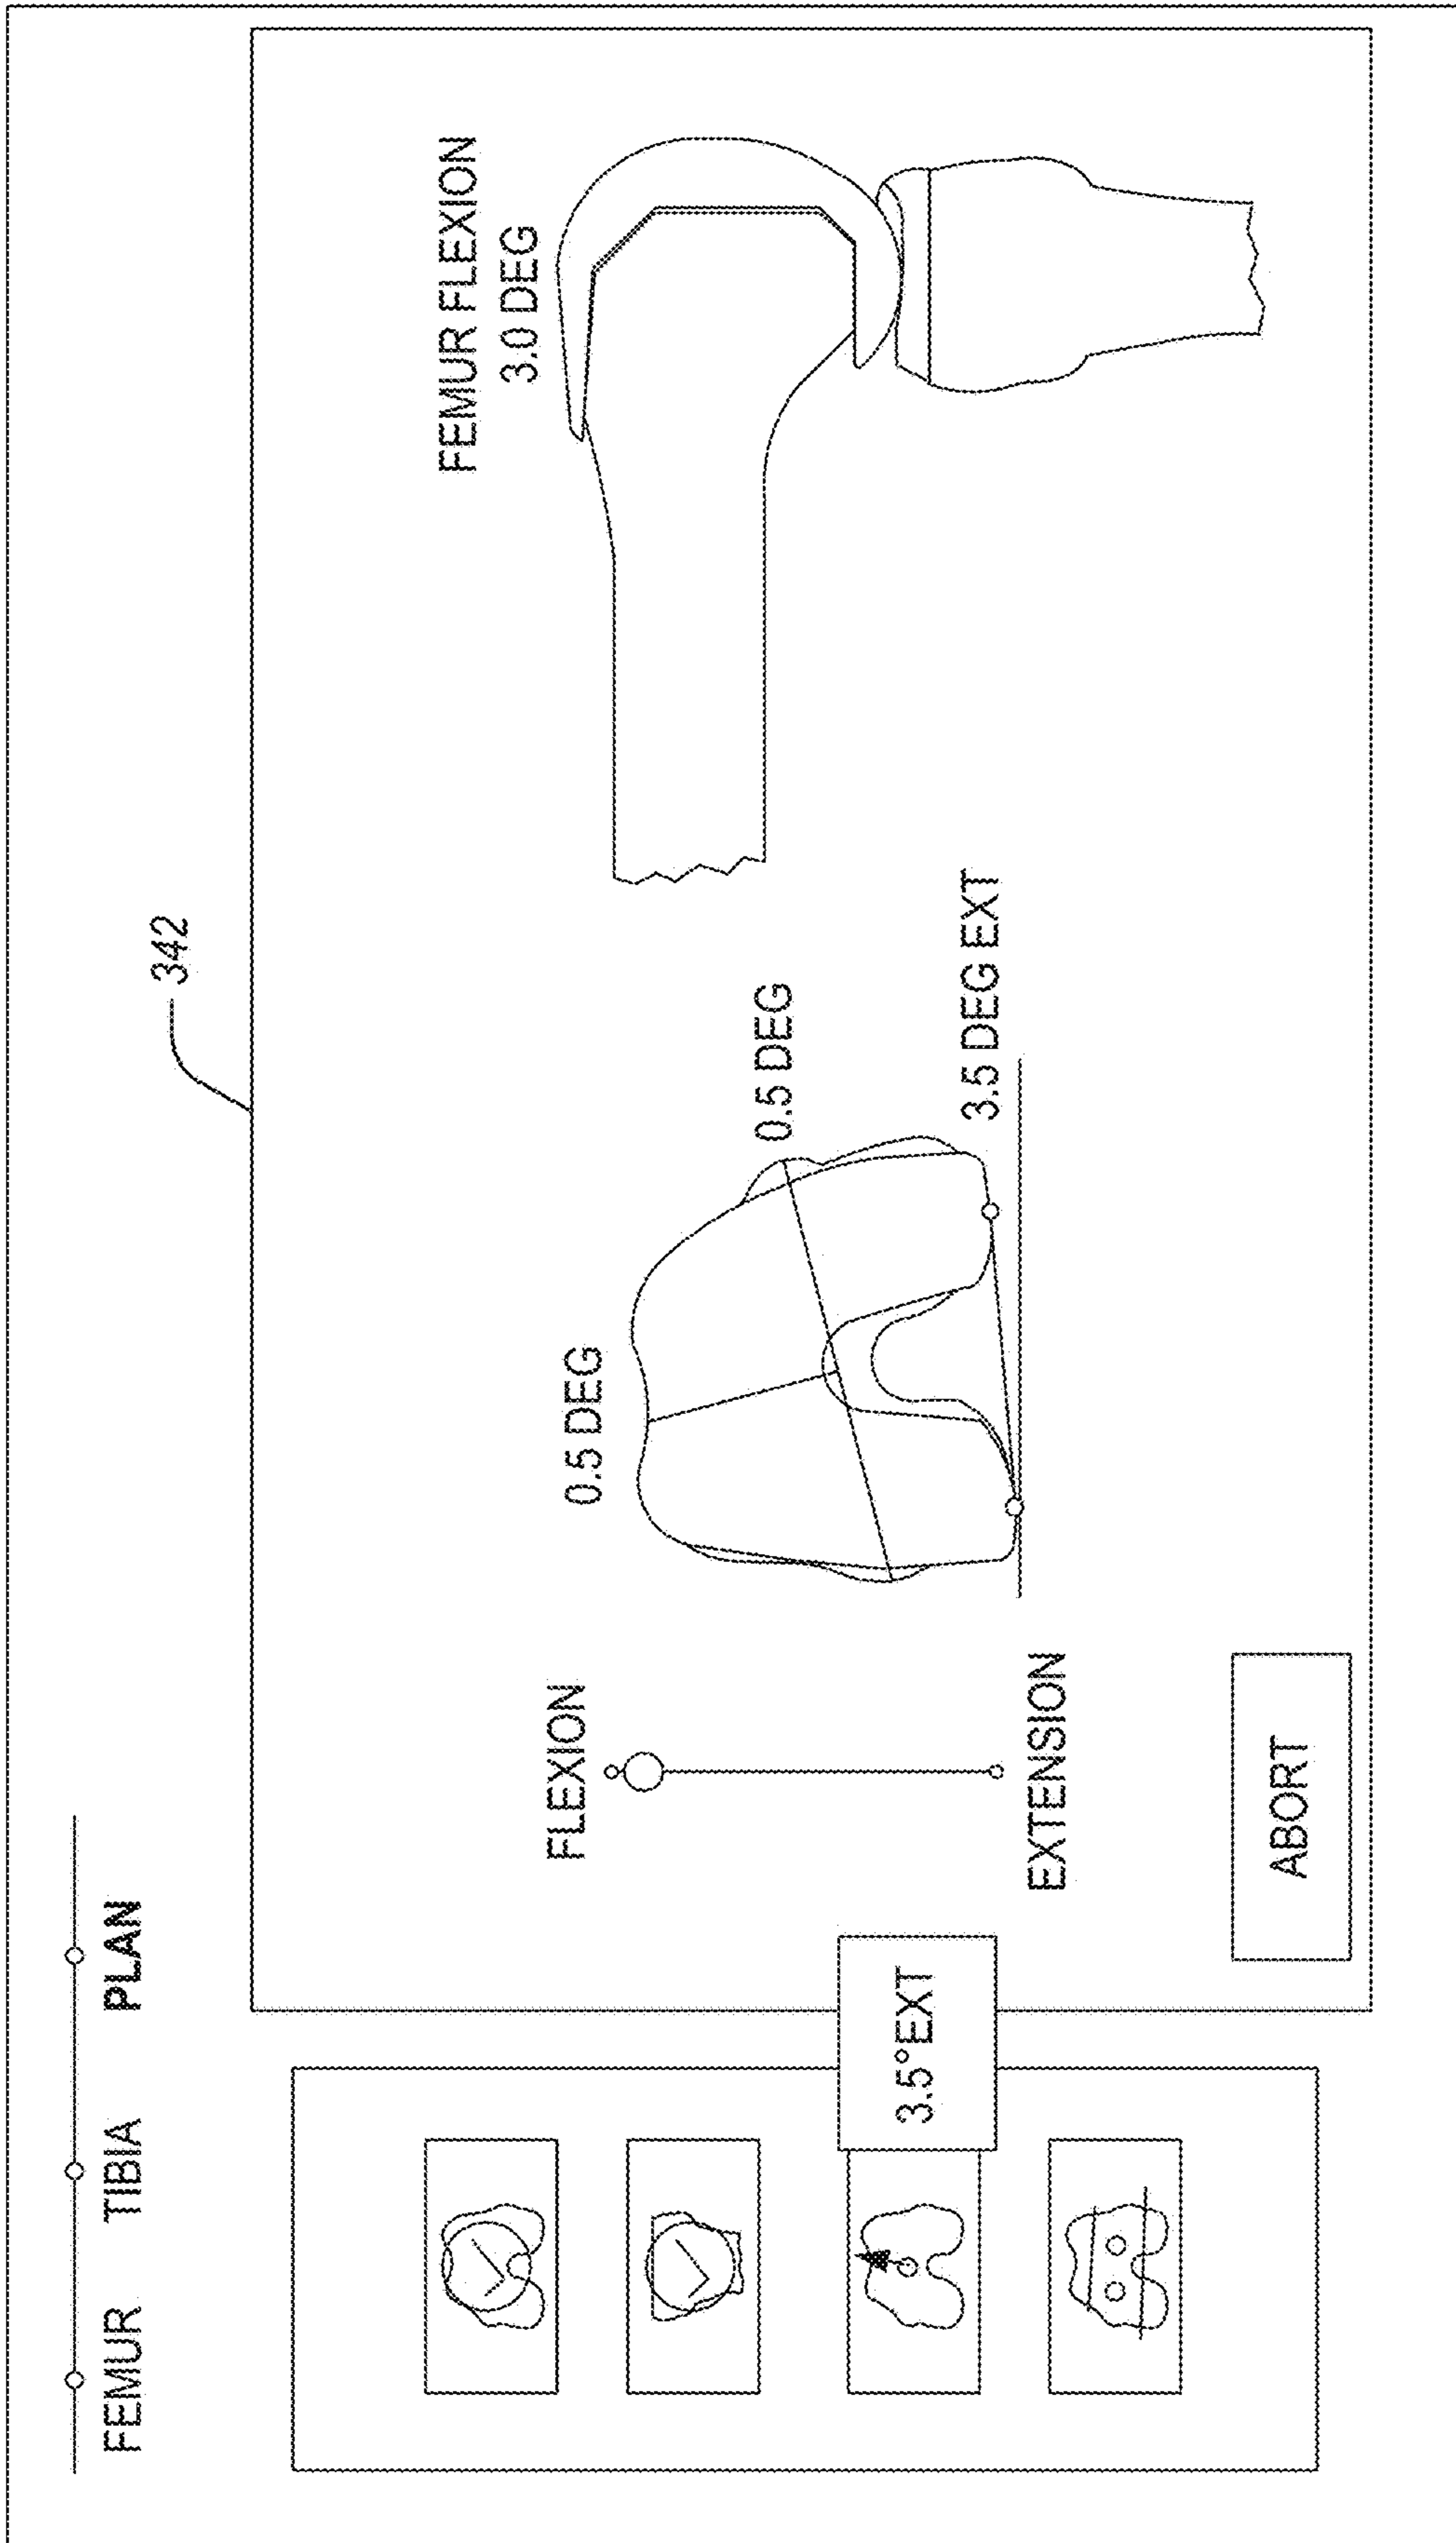 FEMUR TIBIA PLAN
342
3.5°EXT
FLEXION
EXTENSION
ABORT
0.5 DEG
0.5 DEG
3.5 DEG EXT
FEMUR FLEXION
3.0 DEG